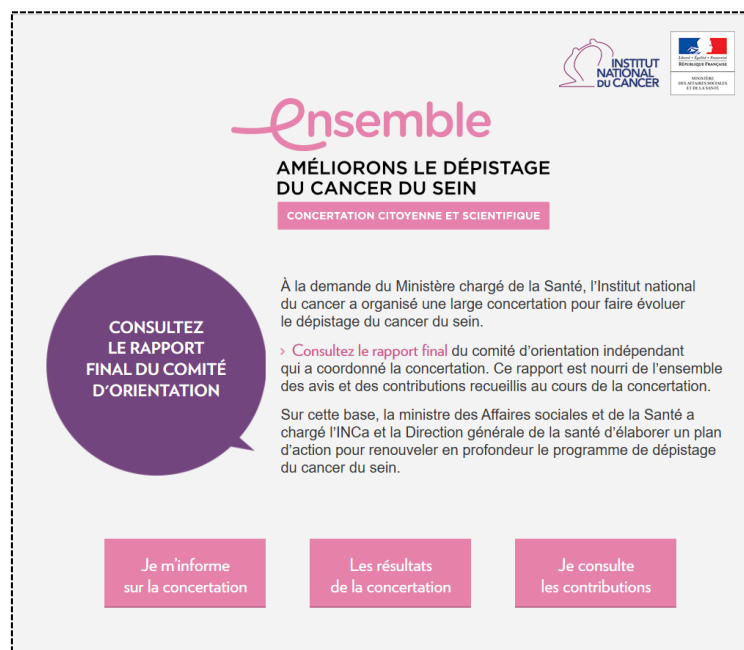 INSTITUT
NATIONAL
DU CANCER
Liberté • Égalité • Fraternité
RÉPUBLIQUE FRANÇAISE
MINISTÈRE
DES AFFAIRES SOCIALES
ET DE LA SANTÉ
ensemble
AMÉLIORONS LE DÉPISTAGE
DU CANCER DU SEIN
CONCERTATION CITOYENNE ET SCIENTIFIQUE
CONSULTEZ
LE RAPPORT
FINAL DU COMITÉ
D'ORIENTATION
À la demande du Ministère chargé de la Santé, l'Institut national
du cancer a organisé une large concertation pour faire évoluer
le dépistage du cancer du sein.
› Consultez le rapport final du comité d'orientation indépendant
qui a coordonné la concertation. Ce rapport est nourri de l'ensemble
des avis et des contributions recueillis au cours de la concertation.
Sur cette base, la ministre des Affaires sociales et de la Santé a
chargé l'INCa et la Direction générale de la santé d'élaborer un plan
d'action pour renouveler en profondeur le programme de dépistage
du cancer du sein.
Je m'informe
sur la concertation
Les résultats
de la concertation
Je consulte
les contributions